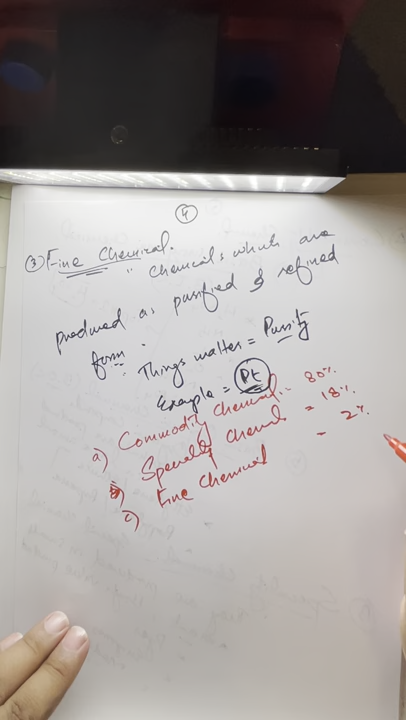 4
③ Fine Chemical.
" Chemicals which are
produced as purified & refined
form.
Things matter = Purity
Example = Pt
a) Commodity Chemical = 80%
b) Speciality Chemical = 18%
c) Fine Chemical = 2%